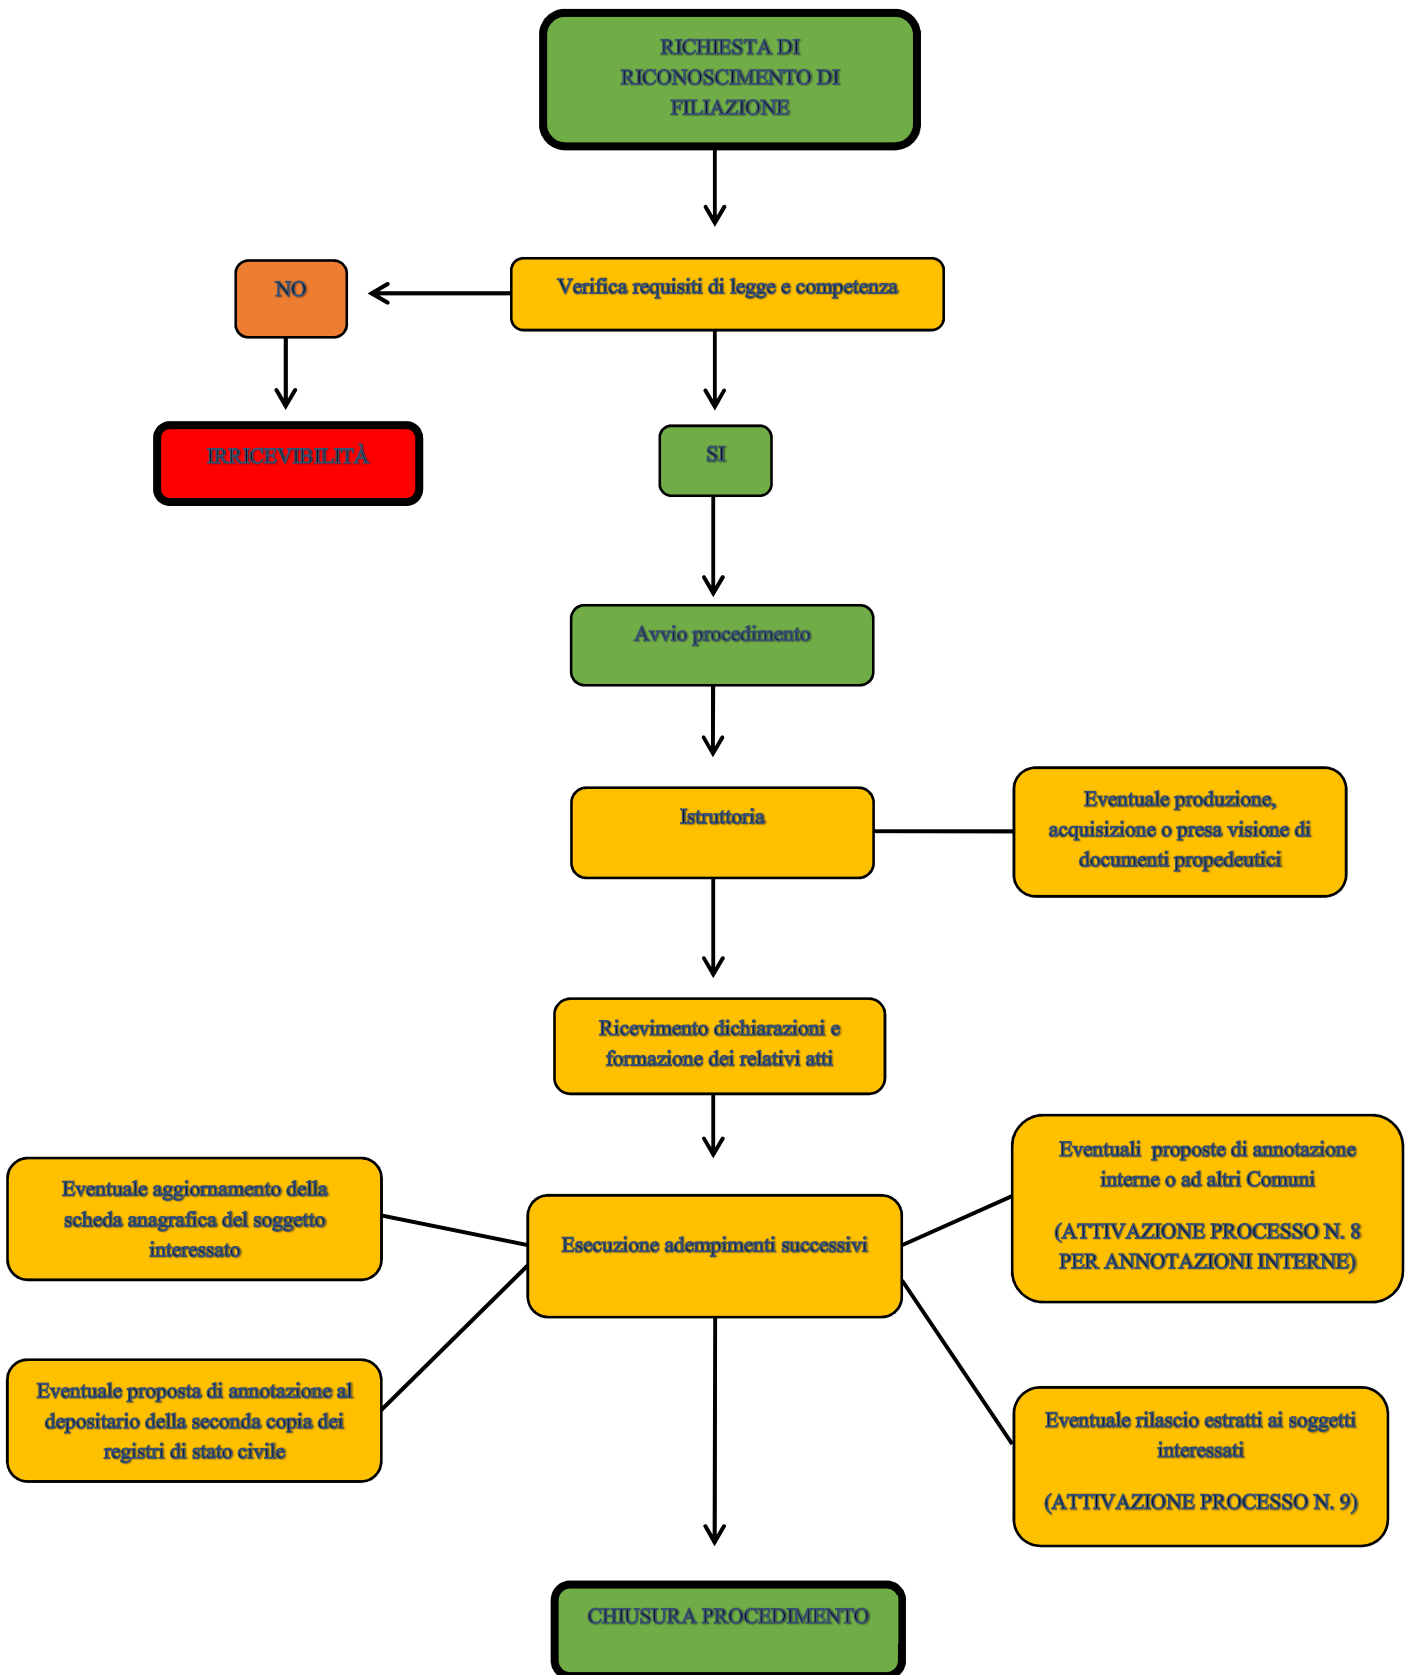 RICHIESTA DI
RICONOSCIMENTO DI
FILIAZIONE
Verifica requisiti di legge e competenza
NO
IRRICEVIBILITÀ
SI
Avvio procedimento
Istruttoria
Eventuale produzione,
acquisizione o presa visione di
documenti propedeutici
Ricevimento dichiarazioni e
formazione dei relativi atti
Eventuale aggiornamento della
scheda anagrafica del soggetto
interessato
Esecuzione adempimenti successivi
Eventuali  proposte di annotazione
interne o ad altri Comuni
(ATTIVAZIONE PROCESSO N. 8
PER ANNOTAZIONI INTERNE)
Eventuale proposta di annotazione al
depositario della seconda copia dei
registri di stato civile
Eventuale rilascio estratti ai soggetti
interessati
(ATTIVAZIONE PROCESSO N. 9)
CHIUSURA PROCEDIMENTO